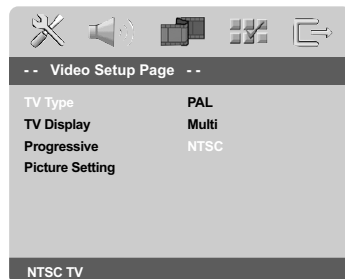 - -  Video Setup Page  - -
TV Type PAL
TV Display Multi
Progressive NTSC
Picture Setting
NTSC TV